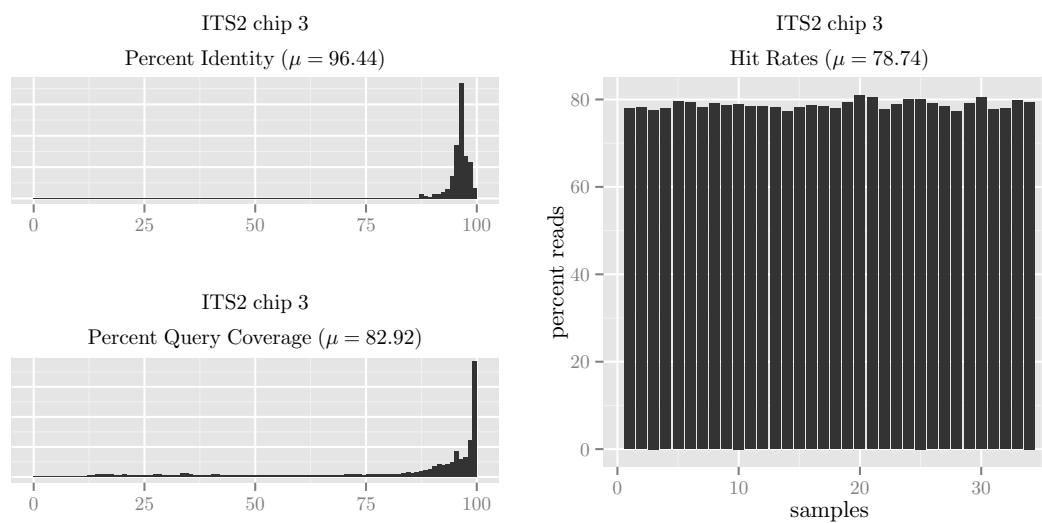 ITS2 chip 3
Percent Identity (μ = 96.44)
0 25 50 75 100
ITS2 chip 3
Percent Query Coverage (μ = 82.92)
0 25 50 75 100
ITS2 chip 3
Hit Rates (μ = 78.74)
percent reads
80
60
40
20
0
0 10 20 30
samples